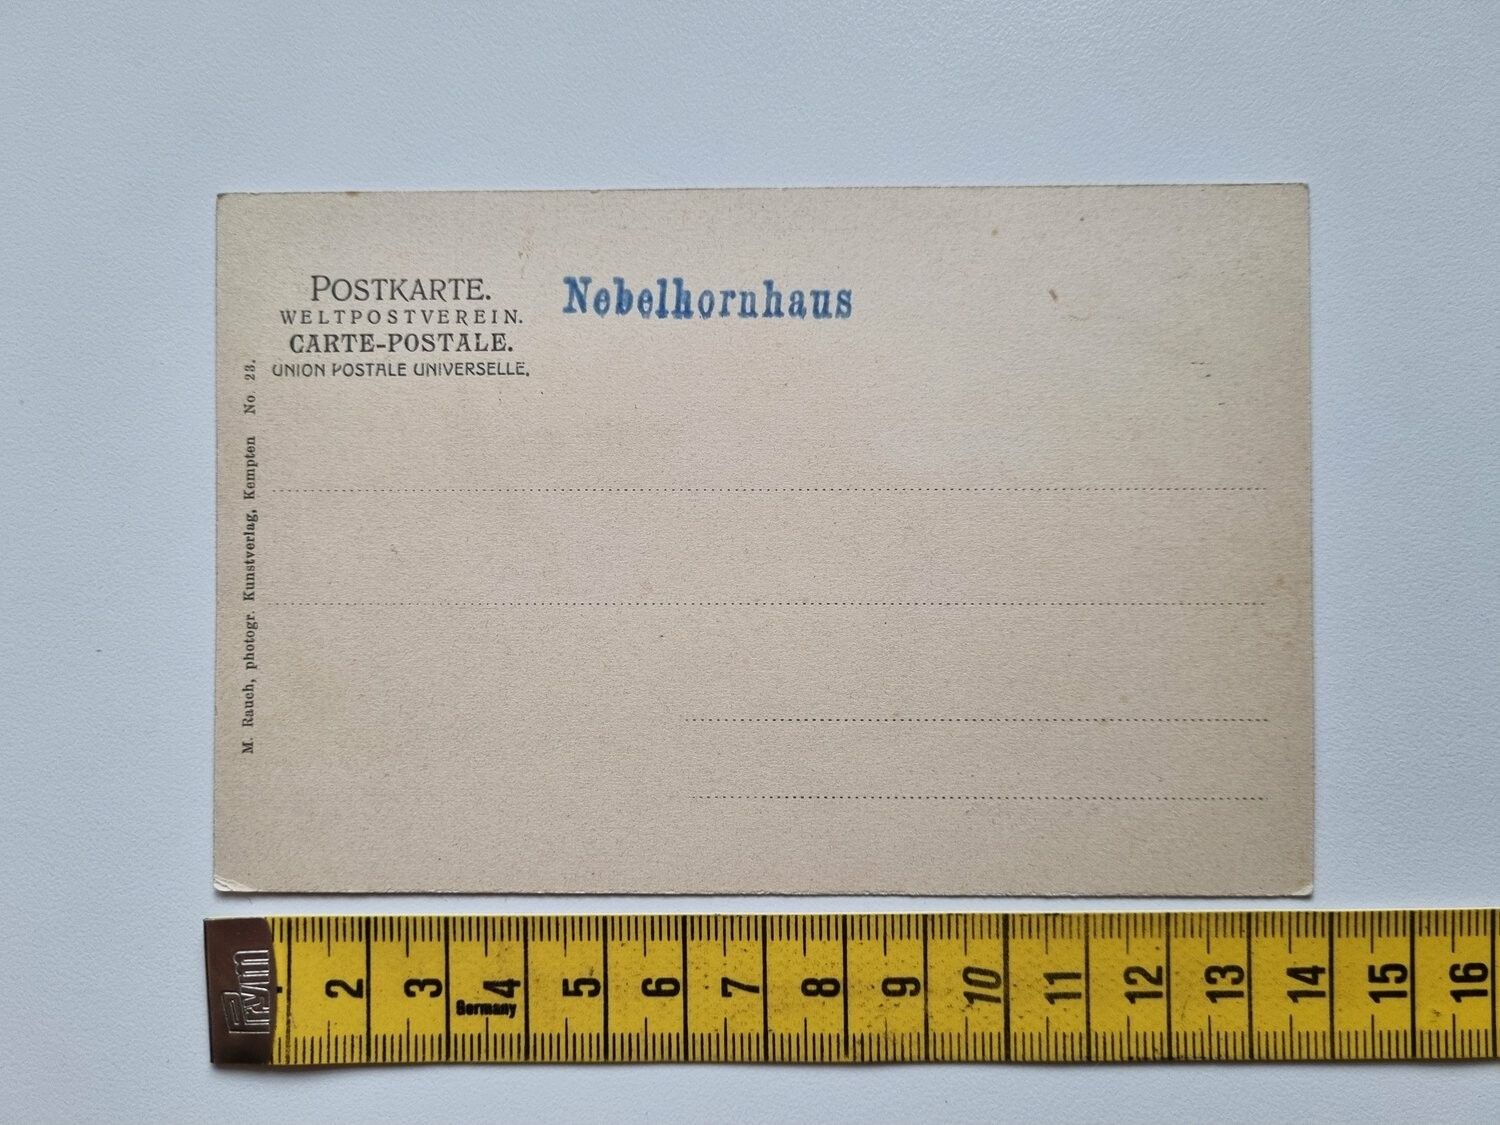 POSTKARTE.
WELTPOSTVEREIN.
CARTE-POSTALE.
UNION POSTALE UNIVERSELLE,
Nebelhornhaus
M. Rauch, photogr. Kunstverlag, Kempten No. 23.
Prym
2 3 4 5 6 7 8 9 10 11 12 13 14 15 16
Germany